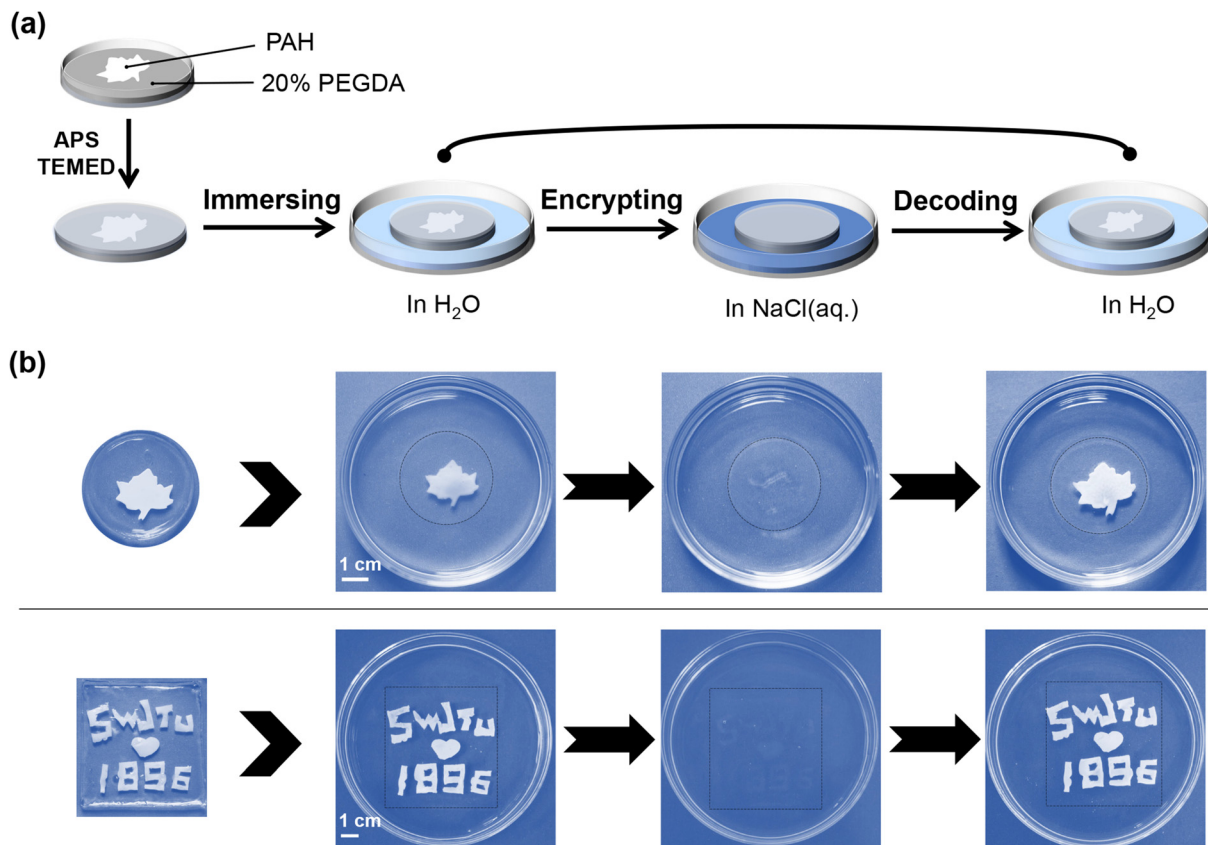 (a)
PAH
20% PEGDA
APS
TEMED
Immersing
Encrypting
Decoding
In H₂O
In NaCl(aq.)
In H₂O
(b)
1 cm
SWJTU
1896
SWJTU
1896
1 cm
SWJTU
1896